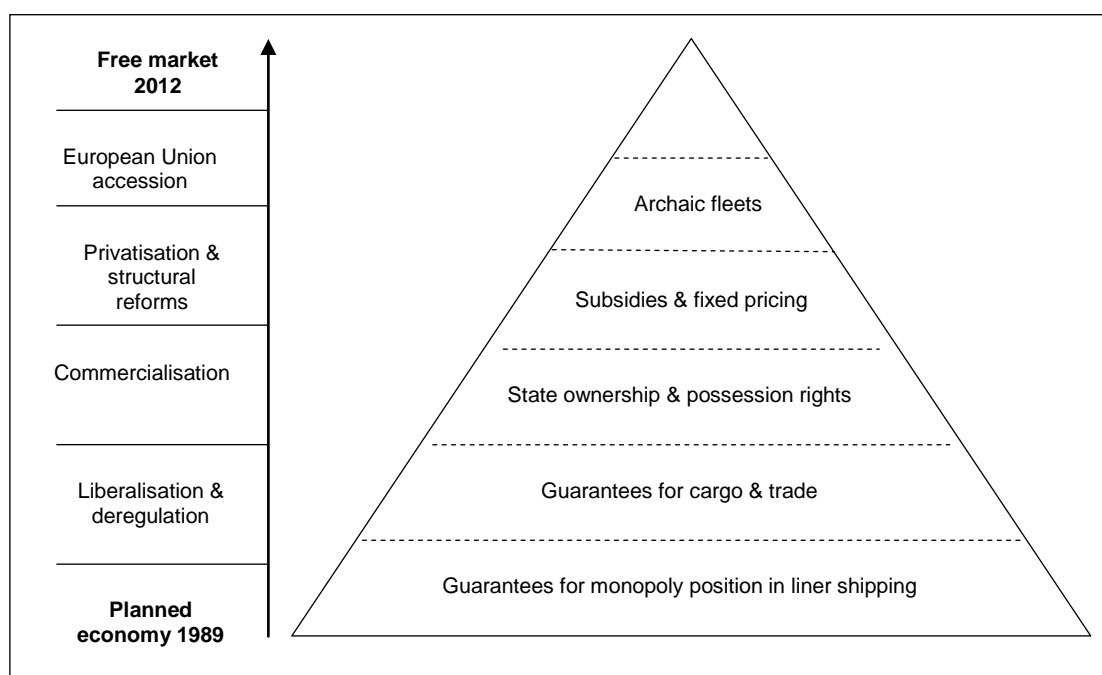 Free market
2012
European Union
accession
Privatisation &
structural
reforms
Commercialisation
Liberalisation &
deregulation
Planned
economy 1989
Archaic fleets
Subsidies & fixed pricing
State ownership & possession rights
Guarantees for cargo & trade
Guarantees for monopoly position in liner shipping